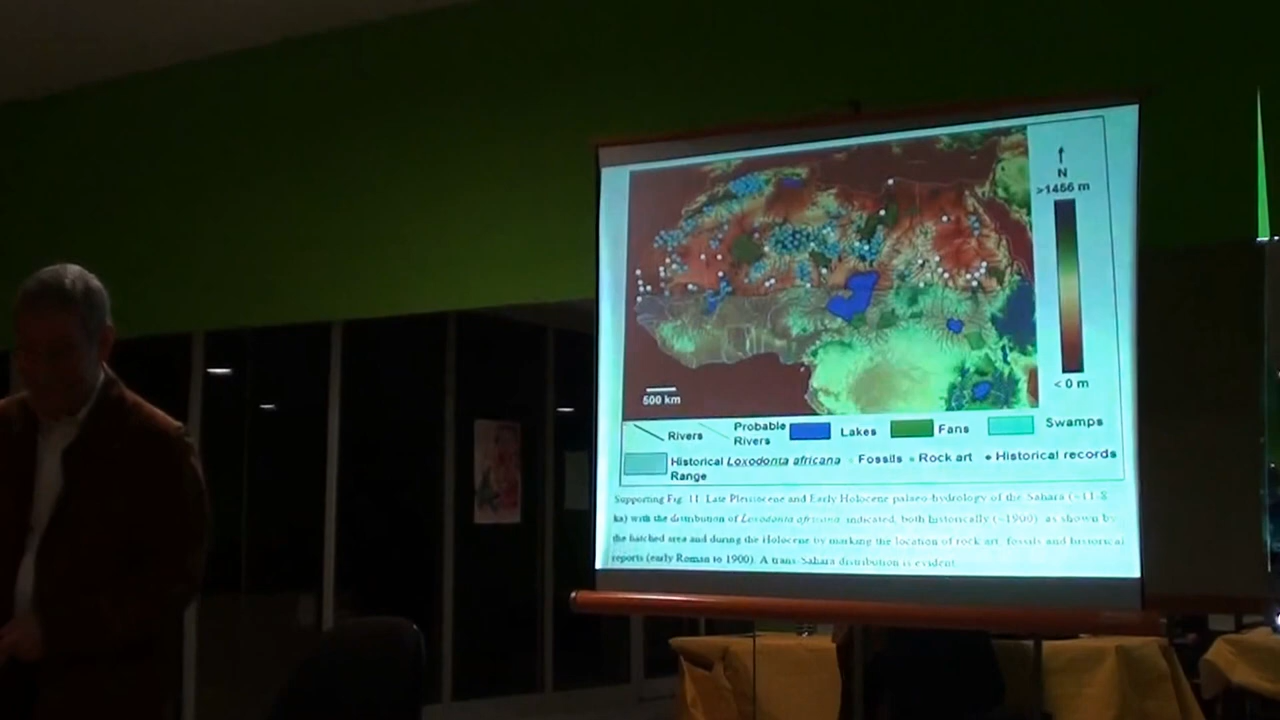 N
>1466 m
< 0 m
500 km
Rivers
Probable Rivers
Lakes
Fans
Swamps
Historical Loxodonta africana Range
Fossils
Rock art
Historical records
Supporting Fig. 11. Late Pleistocene and Early Holocene palaeo-hydrology of the Sahara (~11-8
ka) with the distribution of Loxodonta africana indicated, both historically (~1900), as shown by
the hatched area and during the Holocene by marking the location of rock art, fossils and historical
reports (early Roman to 1900). A trans-Sahara distribution is evident.